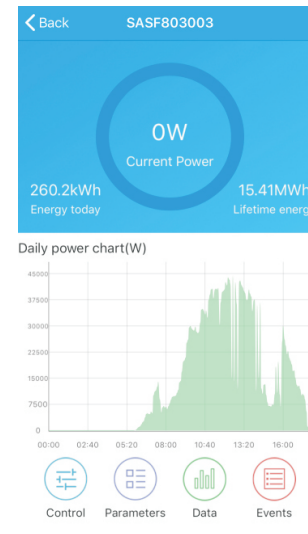 Back SASF803003
0W
Current Power
260.2kWh 15.41MWh
Energy today Lifetime energ
Daily power chart(W)
45000
37500
30000
22500
15000
7500
0
00:00 02:40 05:20 08:00 10:40 13:20 16:00
Control Parameters Data Events